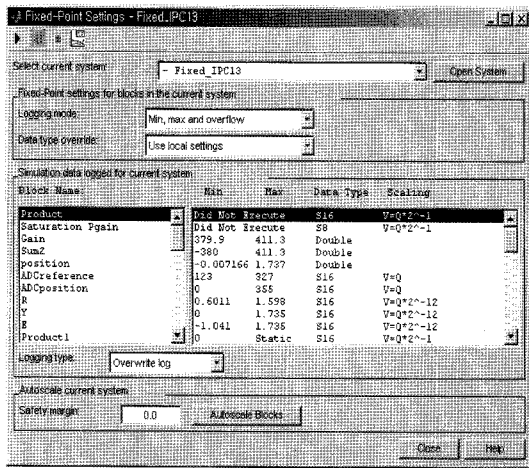 Fixed-Point Settings - Fixed_IPC13
Select current system:
- Fixed_IPC13
Open System
Fixed-Point settings for blocks in the current system
Logging mode:
Min, max and overflow
Data type override:
Use local settings
Simulation data logged for current system
Block Name: Min Max Data Type Scaling
Product Did Not Execute S16 V=Q*2^-1
Saturation Pgain Did Not Execute S8 V=Q*2^-1
Gain 379.9 411.3 Double
Sum2 -380 411.3 Double
position -0.007166 1.737 Double
ADCreference 123 327 S16 V=Q
ADCposition 0 355 S16 V=Q
R 0.6011 1.598 S16 V=Q*2^-12
Y 0 1.735 S16 V=Q*2^-12
E -1.041 1.735 S16 V=Q*2^-12
Product1 0 Static S16 V=Q*2^-1
Logging type:
Overwrite log
Autoscale current system
Safety margin:
0.0
Autoscale Blocks
Close
Help